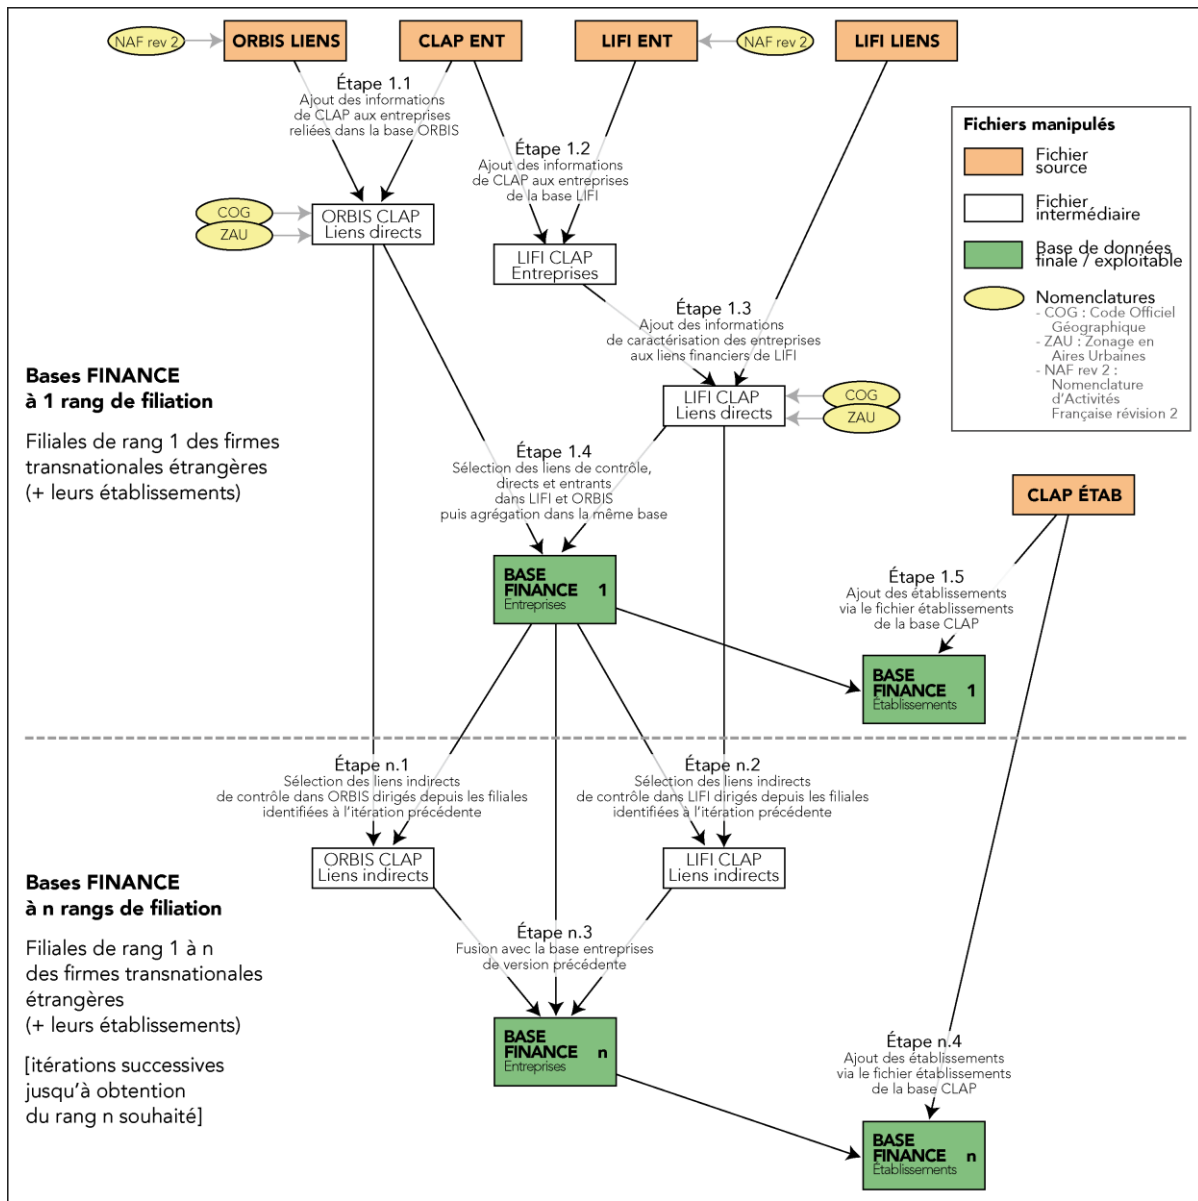 NAF rev 2
ORBIS LIENS
CLAP ENT
LIFI ENT
NAF rev 2
LIFI LIENS
Étape 1.1
Ajout des informations
de CLAP aux entreprises
reliées dans la base ORBIS
Étape 1.2
Ajout des informations
de CLAP aux entreprises
de la base LIFI
Fichiers manipulés
Fichier
source
Fichier
intermédiaire
Base de données
finale / exploitable
Nomenclatures
- COG : Code Officiel
Géographique
- ZAU : Zonage en
Aires Urbaines
- NAF rev 2 :
Nomenclature
d'Activités
Française révision 2
COG
ZAU
ORBIS CLAP
Liens directs
LIFI CLAP
Entreprises
Étape 1.3
Ajout des informations
de caractérisation des entreprises
aux liens financiers de LIFI
LIFI CLAP
Liens directs
COG
ZAU
Bases FINANCE
à 1 rang de filiation
Filiales de rang 1 des firmes
transnationales étrangères
(+ leurs établissements)
Étape 1.4
Sélection des liens de contrôle,
directs et entrants
dans LIFI et ORBIS
puis agrégation dans la même base
CLAP ÉTAB
BASE
FINANCE 1
Entreprises
Étape 1.5
Ajout des établissements
via le fichier établissements
de la base CLAP
BASE
FINANCE 1
Établissements
Étape n.1
Sélection des liens indirects
de contrôle dans ORBIS dirigés depuis les filiales
identifiées à l'itération précédente
Étape n.2
Sélection des liens indirects
de contrôle dans LIFI dirigés depuis les filiales
identifiées à l'itération précédente
ORBIS CLAP
Liens indirects
LIFI CLAP
Liens indirects
Bases FINANCE
à n rangs de filiation
Filiales de rang 1 à n
des firmes transnationales
étrangères
(+ leurs établissements)
[itérations successives
jusqu'à obtention
du rang n souhaité]
Étape n.3
Fusion avec la base entreprises
de version précédente
BASE
FINANCE n
Entreprises
Étape n.4
Ajout des établissements
via le fichier établissements
de la base CLAP
BASE
FINANCE n
Établissements